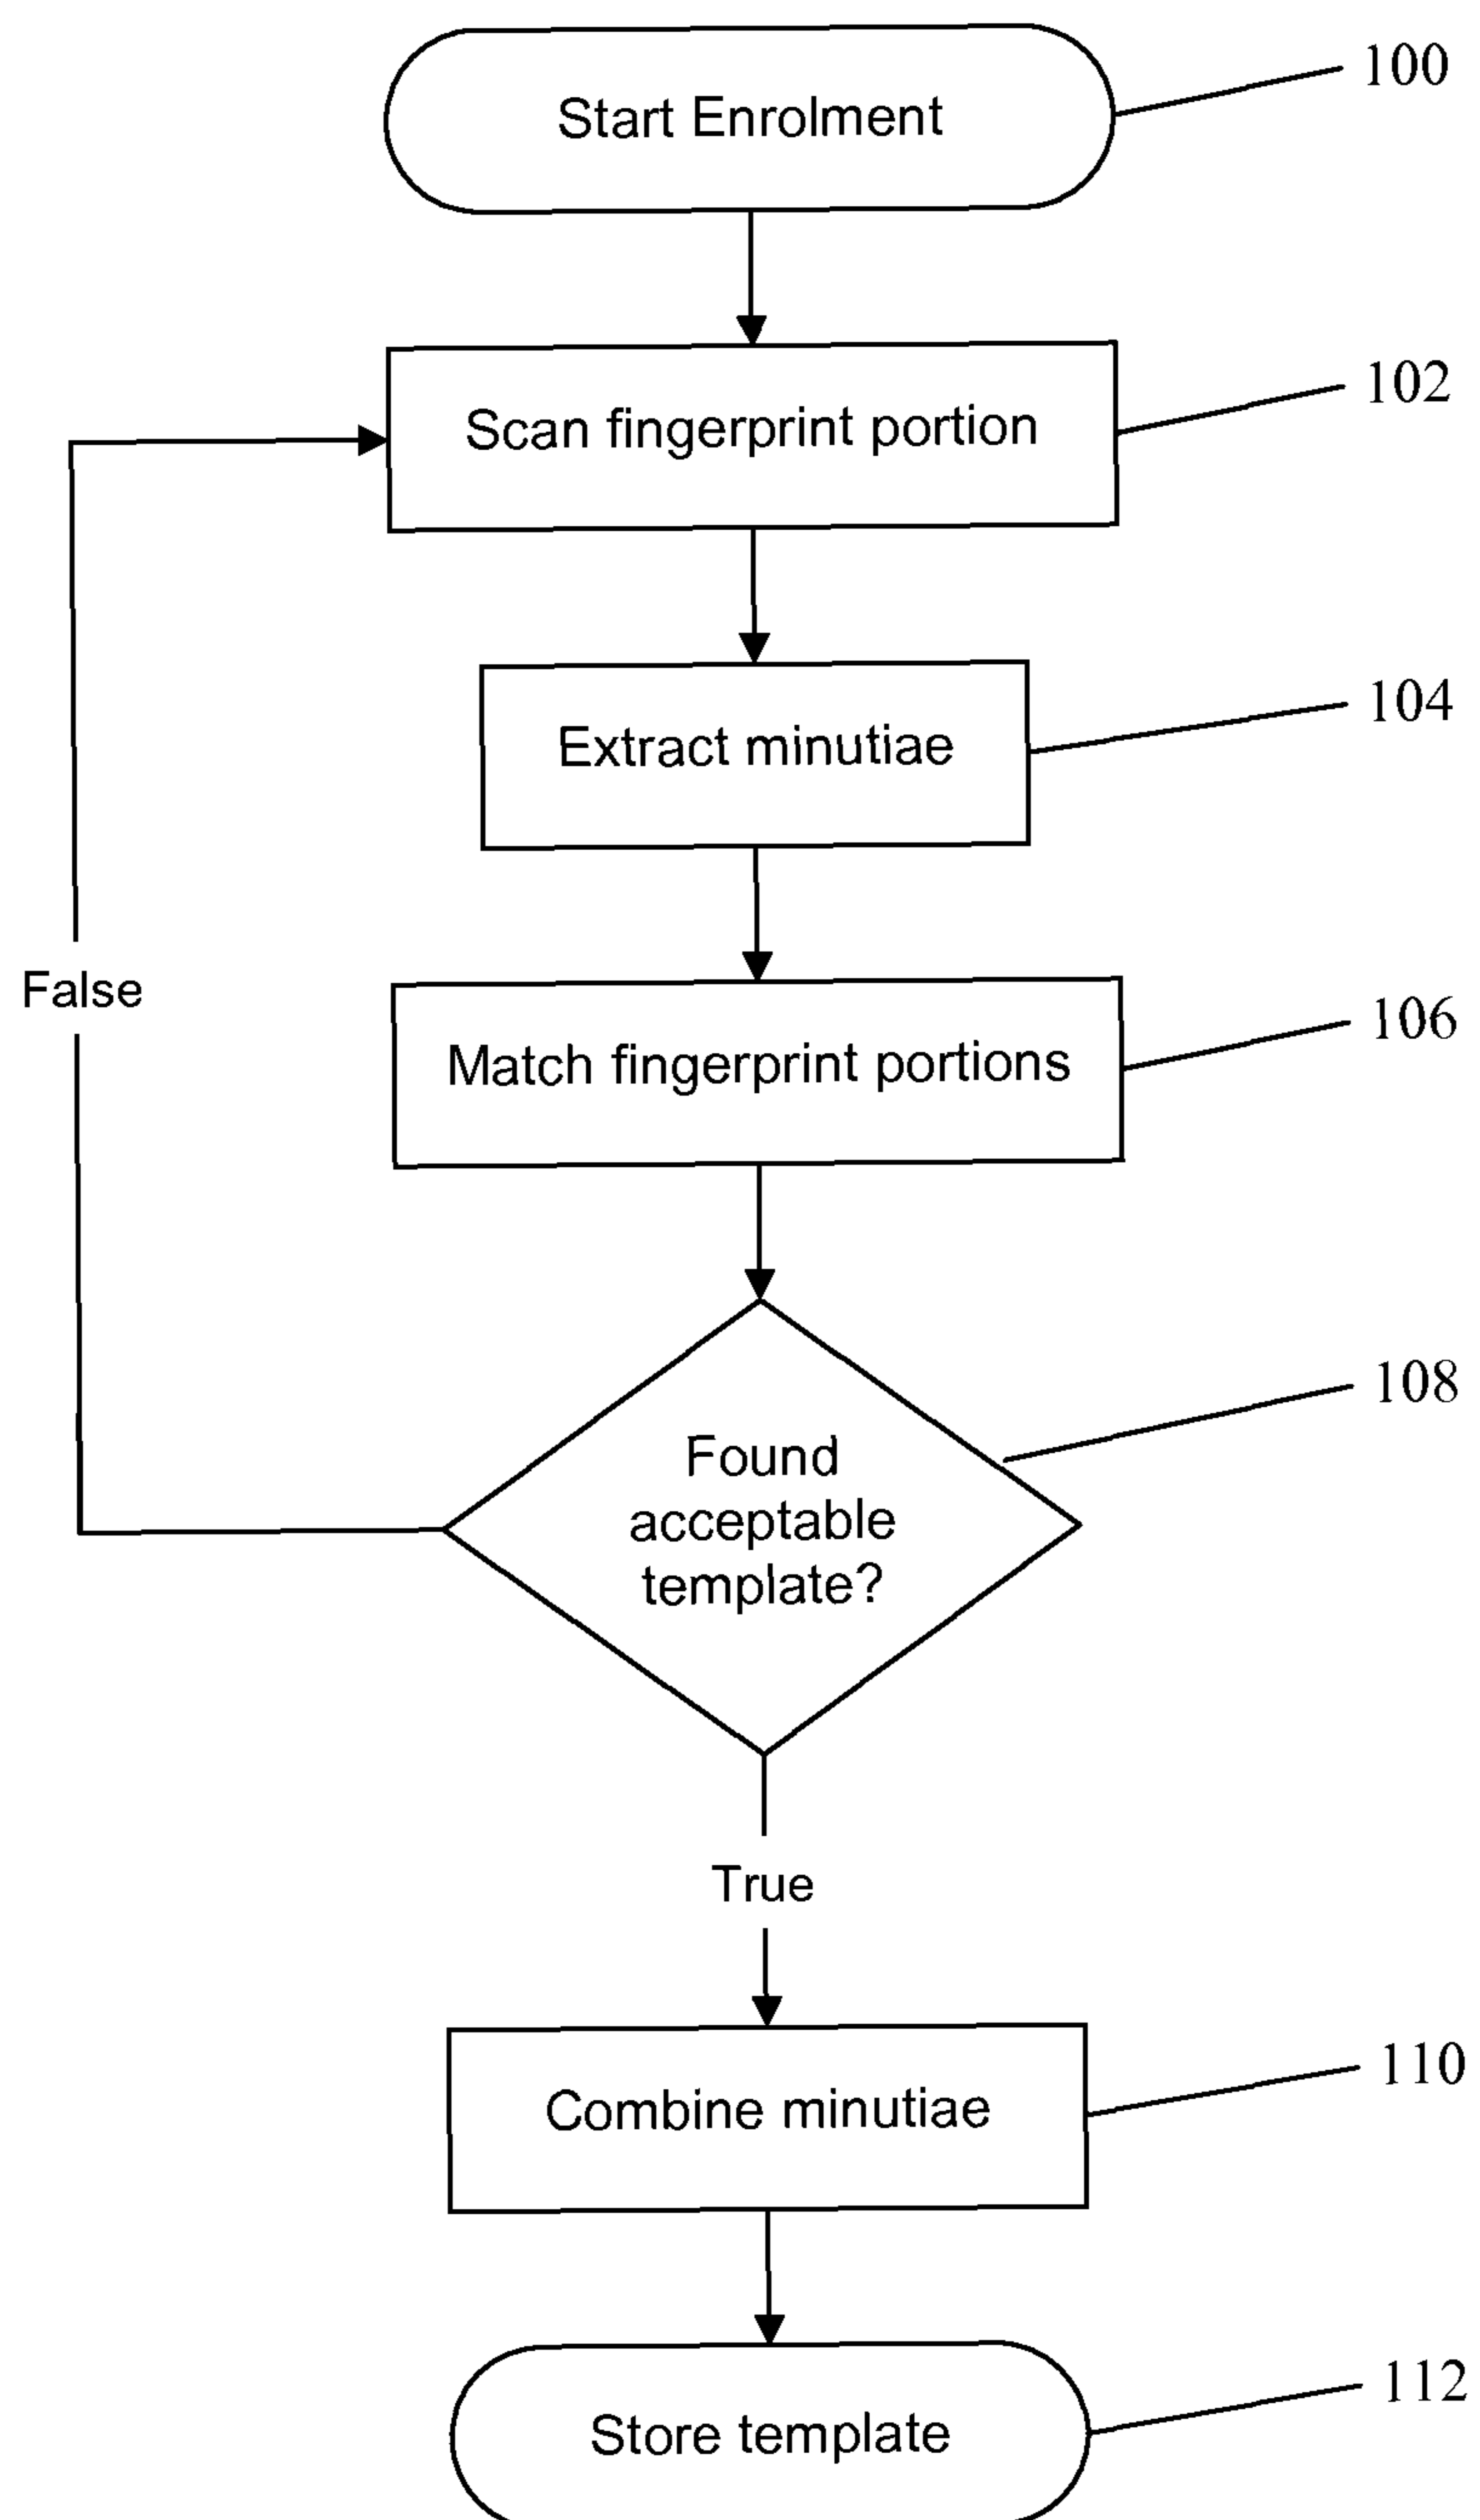 Start Enrolment
100
Scan fingerprint portion
102
Extract minutiae
104
False
Match fingerprint portions
106
Found
acceptable
template?
108
True
Combine minutiae
110
Store template
112